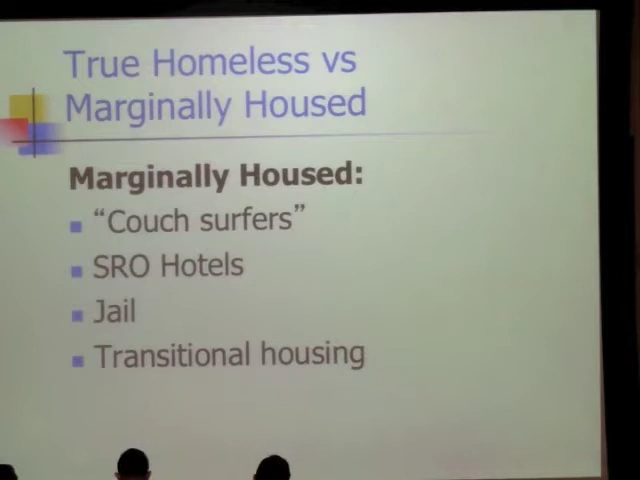 True Homeless vs
Marginally Housed
Marginally Housed:
“Couch surfers”
SRO Hotels
Jail
Transitional housing